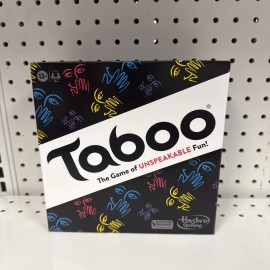 Taboo®
The Game of UNSPEAKABLE Fun!
Hasbro
Gaming